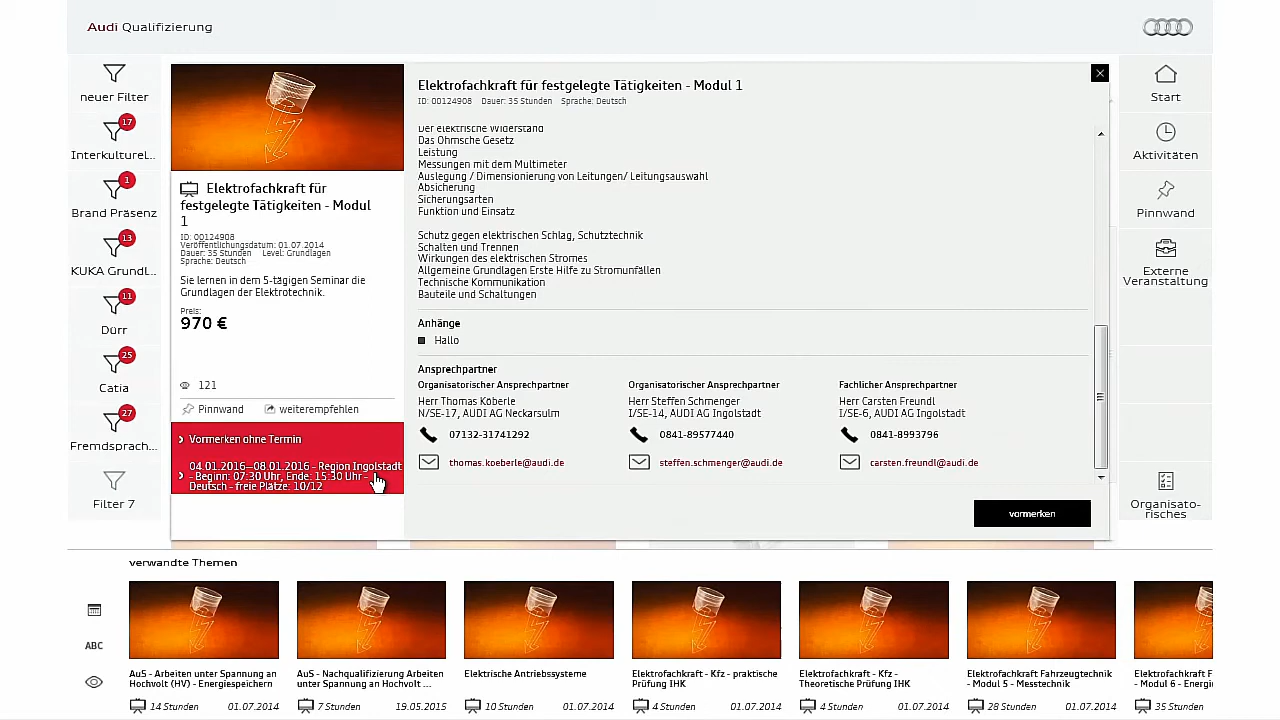 Audi Qualifizierung
neuer Filter
17
Interkulturel...
1
Brand Präsenz
13
KUKA Grundl...
11
Dürr
25
Catia
27
Fremdsprach...
Filter 7
Elektrofachkraft für
festgelegte Tätigkeiten - Modul
1
ID: 00124908
Veröffentlichungsdatum: 01.07.2014
Dauer: 35 Stunden Level: Grundlagen
Sprache: Deutsch
Sie lernen in dem 5-tägigen Seminar die
Grundlagen der Elektrotechnik.
Preis:
970 €
121
Pinnwand weiterempfehlen
Vormerken ohne Termin
04.01.2016—08.01.2016 - Region Ingolstadt
- Beginn: 07:30 Uhr, Ende: 15:30 Uhr -
Deutsch - freie Plätze: 10/12
Elektrofachkraft für festgelegte Tätigkeiten - Modul 1
ID: 00124908 Dauer: 35 Stunden Sprache: Deutsch
Der elektrische Widerstand
Das Ohmsche Gesetz
Leistung
Messungen mit dem Multimeter
Auslegung / Dimensionierung von Leitungen/ Leitungsauswahl
Absicherung
Sicherungsarten
Funktion und Einsatz
Schutz gegen elektrischen Schlag, Schutztechnik
Schalten und Trennen
Wirkungen des elektrischen Stromes
Allgemeine Grundlagen Erste Hilfe zu Stromunfällen
Technische Kommunikation
Bauteile und Schaltungen
Anhänge
Hallo
Ansprechpartner
Organisatorischer Ansprechpartner
Herr Thomas Köberle
N/SE-17, AUDI AG Neckarsulm
07132-31741292
thomas.koeberle@audi.de
Organisatorischer Ansprechpartner
Herr Steffen Schmenger
I/SE-14, AUDI AG Ingolstadt
0841-89577440
steffen.schmenger@audi.de
Fachlicher Ansprechpartner
Herr Carsten Freundl
I/SE-6, AUDI AG Ingolstadt
0841-8993796
carsten.freundl@audi.de
vormerken
Start
Aktivitäten
Pinnwand
Externe
Veranstaltung
Organisato-
risches
verwandte Themen
ABC
AuS - Arbeiten unter Spannung an
Hochvolt (HV) - Energiespeichern
14 Stunden 01.07.2014
AuS - Nachqualifizierung Arbeiten
unter Spannung an Hochvolt ...
7 Stunden 19.05.2015
Elektrische Antriebssysteme
10 Stunden 01.07.2014
Elektrofachkraft - Kfz - praktische
Prüfung IHK
4 Stunden 01.07.2014
Elektrofachkraft - Kfz -
Theoretische Prüfung IHK
4 Stunden 01.07.2014
Elektrofachkraft Fahrzeugtechnik
- Modul 5 - Messtechnik
28 Stunden 01.07.2014
Elektrofachkraft F
- Modul 6 - Energi
35 Stunden